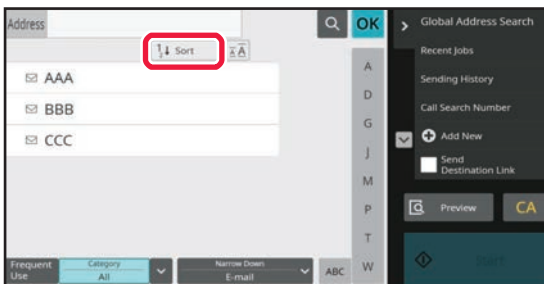 Address
OK
Sort
AAA
BBB
CCC
A
D
G
J
M
P
T
W
Frequent
Use
Category
All
Narrow Down
E-mail
ABC
Global Address Search
Recent Jobs
Sending History
Call Search Number
Add New
Send
Destination Link
Preview
CA
Start